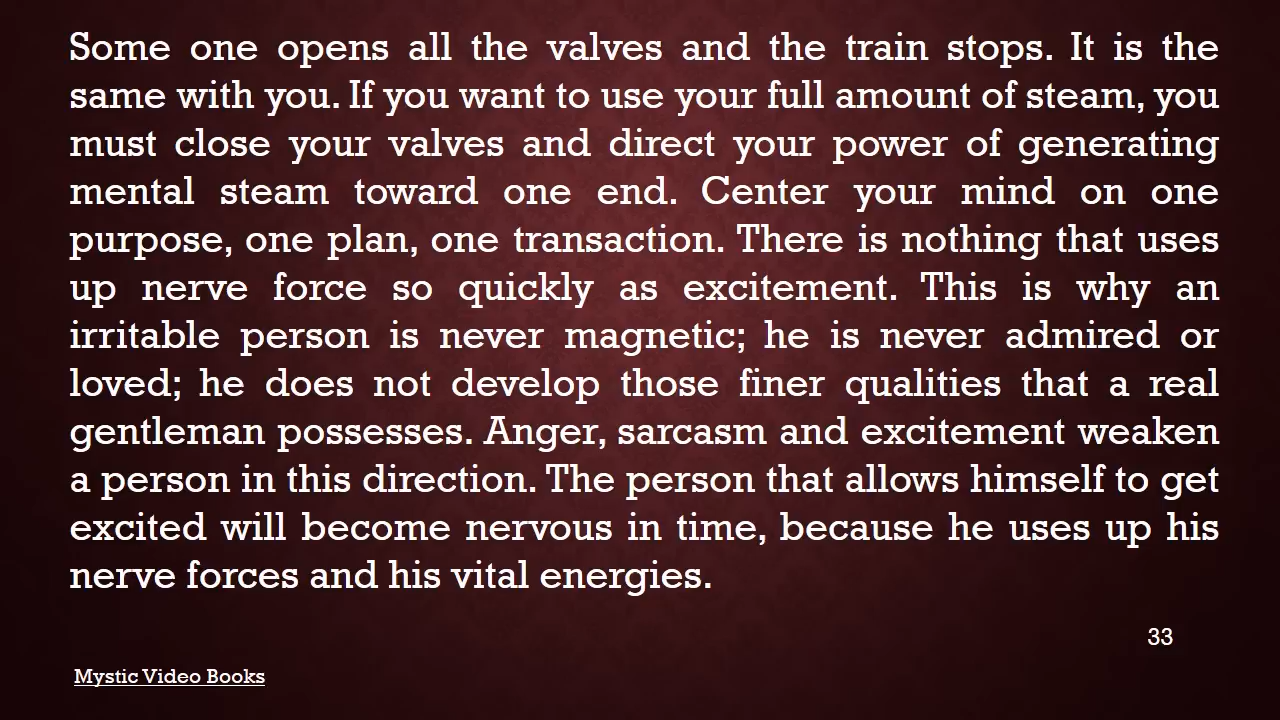 Some one opens all the valves and the train stops. It is the
same with you. If you want to use your full amount of steam, you
must close your valves and direct your power of generating
mental steam toward one end. Center your mind on one
purpose, one plan, one transaction. There is nothing that uses
up nerve force so quickly as excitement. This is why an
irritable person is never magnetic; he is never admired or
loved; he does not develop those finer qualities that a real
gentleman possesses. Anger, sarcasm and excitement weaken
a person in this direction. The person that allows himself to get
excited will become nervous in time, because he uses up his
nerve forces and his vital energies.
33
Mystic Video Books